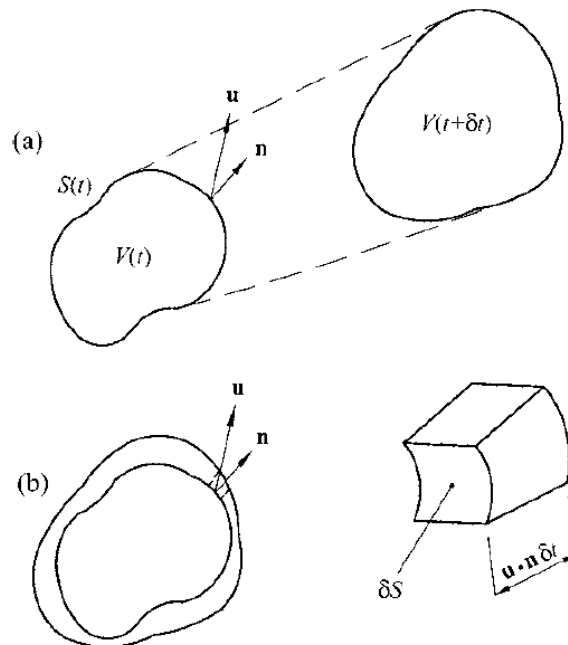 (a)
u
n
S(t)
V(t)
V(t+δt)
(b)
u
n
δS
u·n δt